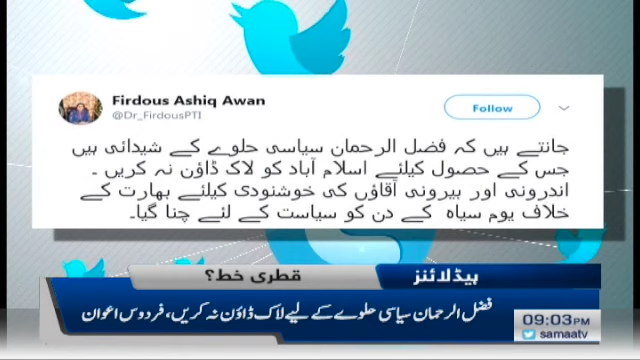 Firdous Ashiq Awan
@Dr_FirdousPTI
Follow
جانتے ہیں کہ فضل الرحمان سیاسی حلوے کے شیدائی ہیں
جس کے حصول کیلئے اسلام آباد کو لاک ڈاؤن نہ کریں ۔
اندرونی اور بیرونی آقاؤں کی خوشنودی کیلئے بھارت کے
خلاف یوم سیاہ کے دن کو سیاست کے لئے چنا گیا۔
ہیڈلائنز
قطری خط؟
فضل الرحمان سیاسی حلوے کے لیے لاک ڈاؤن نہ کریں، فردوس اعوان
09:03PM
samaatv